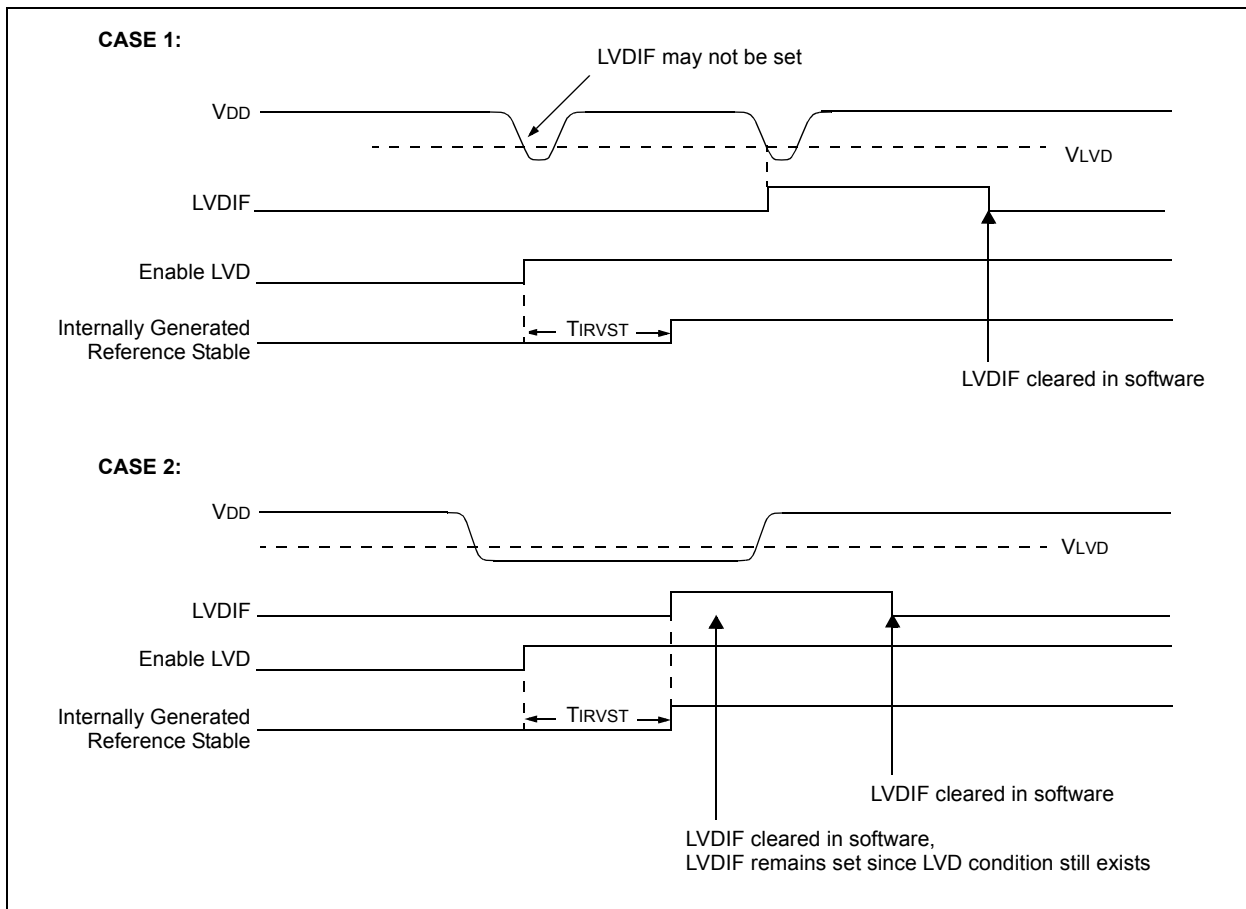 CASE 1:
LVDIF may not be set
VDD
VLVD
LVDIF
Enable LVD
Internally Generated
Reference Stable
TIRVST
LVDIF cleared in software
CASE 2:
VDD
VLVD
LVDIF
Enable LVD
Internally Generated
Reference Stable
TIRVST
LVDIF cleared in software
LVDIF cleared in software,
LVDIF remains set since LVD condition still exists